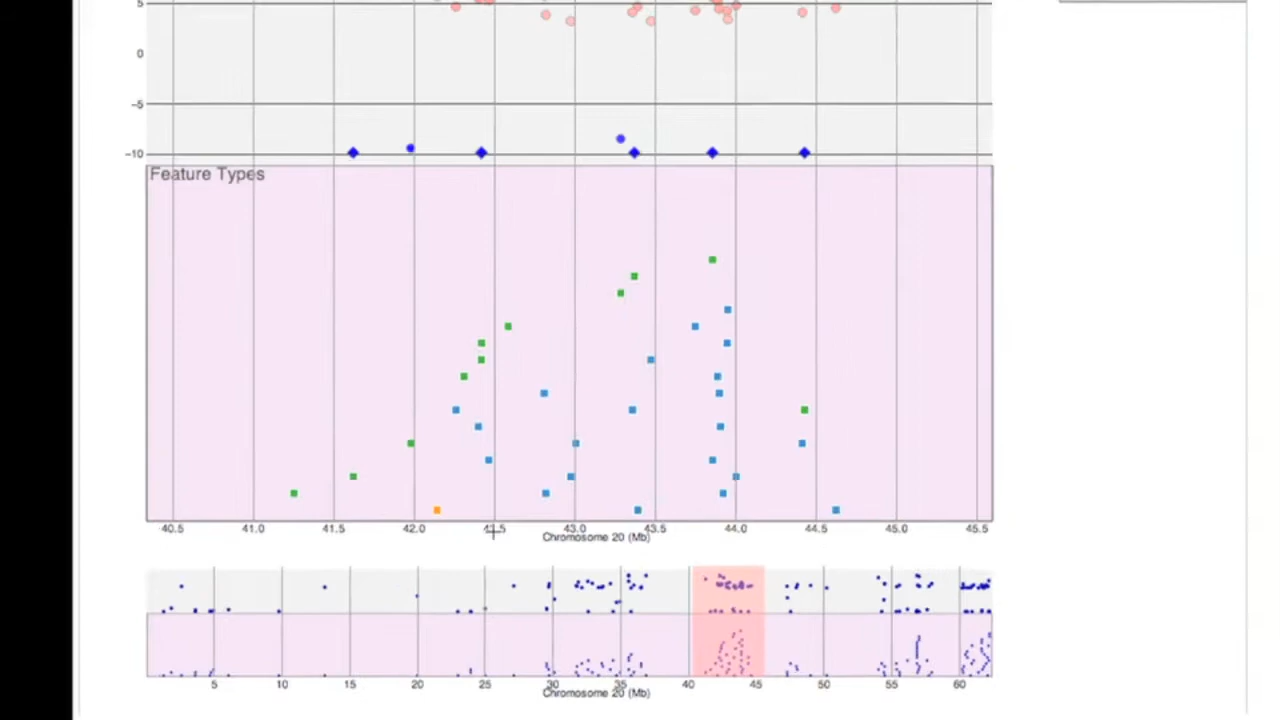 5
0
−5
−10
Feature Types
40.5 41.0 41.5 42.0 42.5 43.0 43.5 44.0 44.5 45.0 45.5
Chromosome 20 (Mb)
5 10 15 20 25 30 35 40 45 50 55 60
Chromosome 20 (Mb)